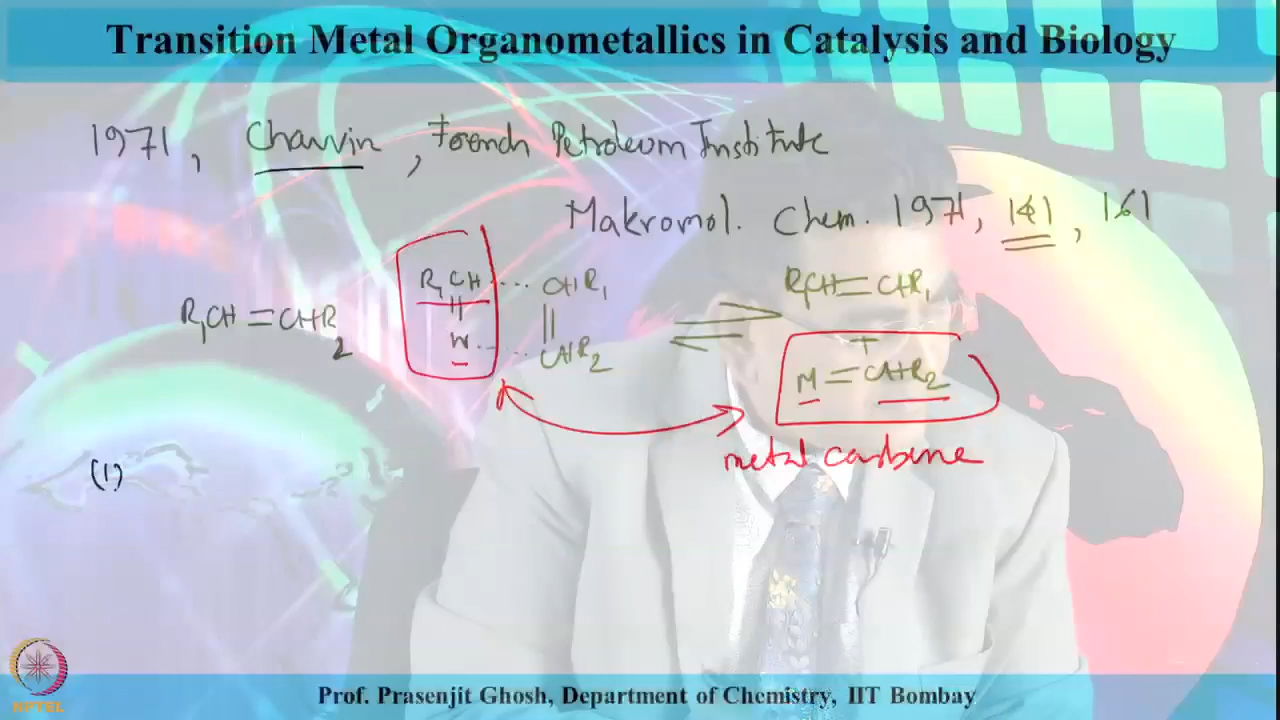 Transition Metal Organometallics in Catalysis and Biology
1971, Chauvin, French Petroleum Institute
Makromol. Chem. 1971, 141, 161
R₁CH=CHR₂ R₁CH ... CHR₁ ⇌ R₁CH=CHR₁
|| || +
W ... CHR₂ M=CHR₂
metal carbene
(1)
NPTEL
Prof. Prasenjit Ghosh, Department of Chemistry, IIT Bombay